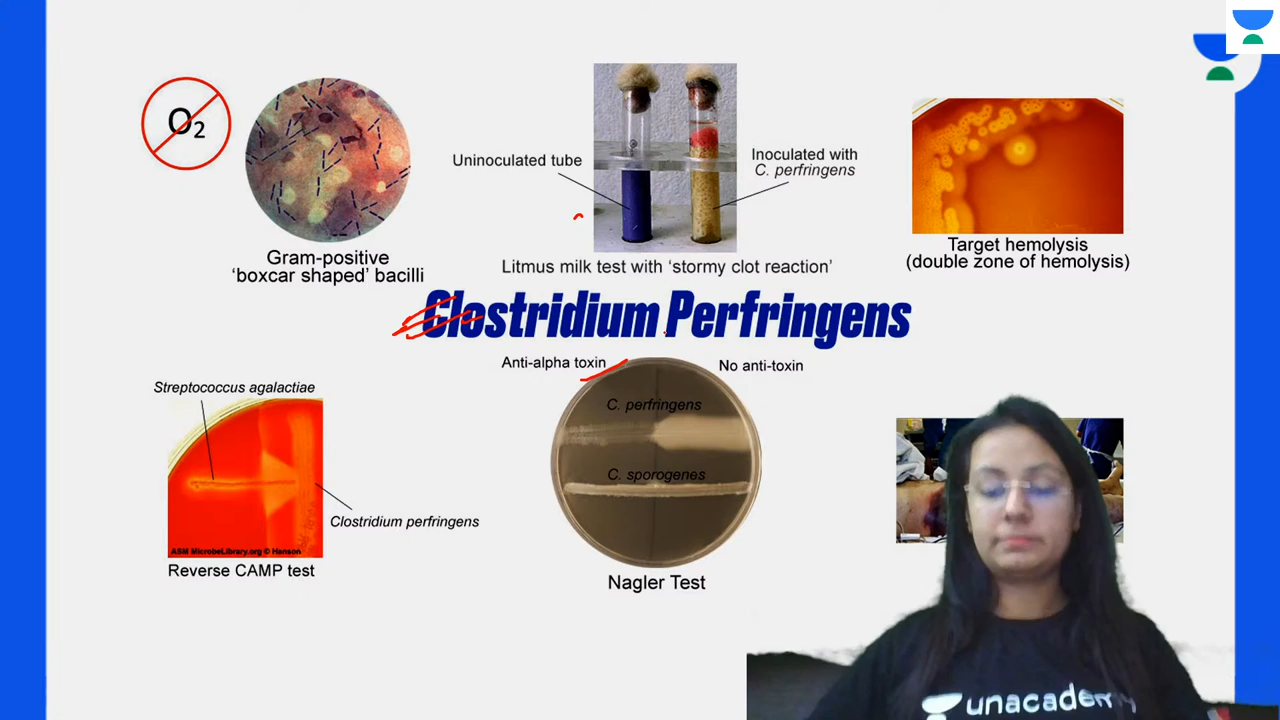 O₂
Uninoculated tube
Inoculated with
C. perfringens
Gram-positive
‘boxcar shaped’ bacilli
Litmus milk test with ‘stormy clot reaction’
Target hemolysis
(double zone of hemolysis)
Clostridium Perfringens
Anti-alpha toxin
No anti-toxin
Streptococcus agalactiae
C. perfringens
C. sporogenes
Clostridium perfringens
ASM MicrobeLibrary.org © Hanson
Reverse CAMP test
Nagler Test
unacademy